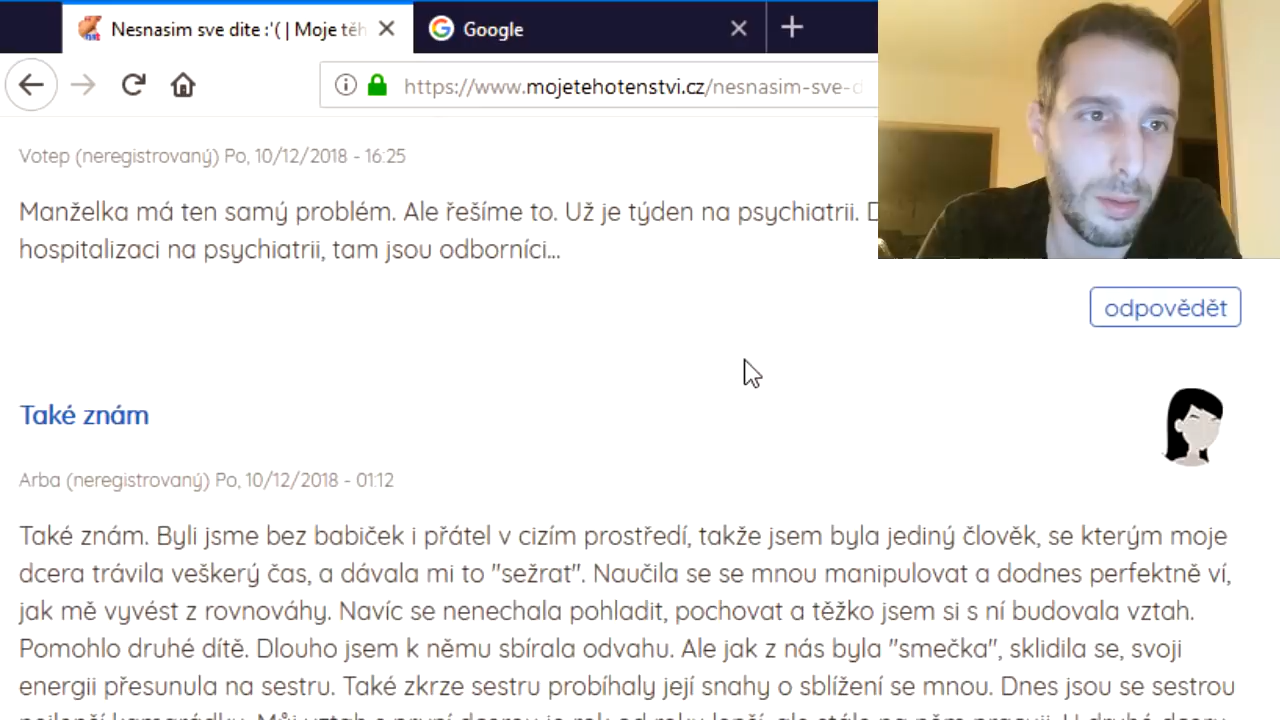 Nesnasim sve dite :'( | Moje těh
Google
https://www.mojetehotenstvi.cz/nesnasim-sve-d
Votep (neregistrovaný) Po, 10/12/2018 - 16:25
Manželka má ten samý problém. Ale řešíme to. Už je týden na psychiatrii.
hospitalizaci na psychiatrii, tam jsou odborníci...
odpovědět
Také znám
Arba (neregistrovaný) Po, 10/12/2018 - 01:12
Také znám. Byli jsme bez babiček i přátel v cizím prostředí, takže jsem byla jediný člověk, se kterým moje
dcera trávila veškerý čas, a dávala mi to "sežrat". Naučila se se mnou manipulovat a dodnes perfektně ví,
jak mě vyvést z rovnováhy. Navíc se nenechala pohladit, pochovat a těžko jsem si s ní budovala vztah.
Pomohlo druhé dítě. Dlouho jsem k němu sbírala odvahu. Ale jak z nás byla "smečka", sklidila se, svoji
energii přesunula na sestru. Také zkrze sestru probíhaly její snahy o sblížení se mnou. Dnes jsou se sestrou